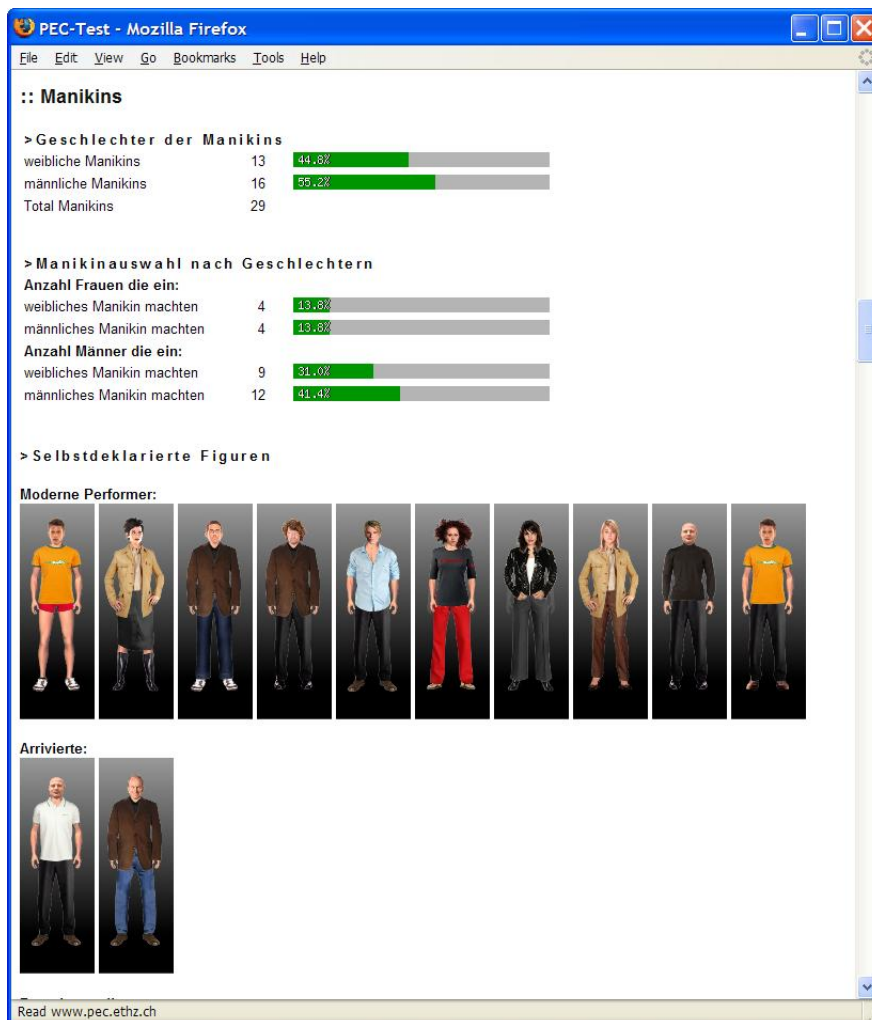 PEC-Test - Mozilla Firefox
File Edit View Go Bookmarks Tools Help
:: Manikins
>Geschlechter der Manikins
weibliche Manikins 13 44.8%
männliche Manikins 16 55.2%
Total Manikins 29
>Manikinauswahl nach Geschlechtern
Anzahl Frauen die ein:
weibliches Manikin machten 4 13.8%
männliches Manikin machten 4 13.8%
Anzahl Männer die ein:
weibliches Manikin machten 9 31.0%
männliches Manikin machten 12 41.4%
>Selbstdeklarierte Figuren
Moderne Performer:
Arrivierte:
Read www.pec.ethz.ch